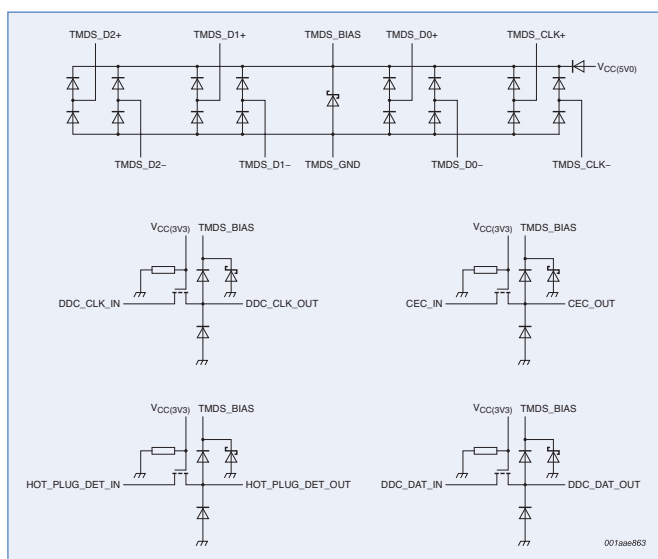 TMDS_D2+ TMDS_D1+ TMDS_BIAS TMDS_D0+ TMDS_CLK+
VCC(5V0)
TMDS_D2− TMDS_D1− TMDS_GND TMDS_D0− TMDS_CLK−
VCC(3V3) TMDS_BIAS
DDC_CLK_IN DDC_CLK_OUT
VCC(3V3) TMDS_BIAS
CEC_IN CEC_OUT
VCC(3V3) TMDS_BIAS
HOT_PLUG_DET_IN HOT_PLUG_DET_OUT
VCC(3V3) TMDS_BIAS
DDC_DAT_IN DDC_DAT_OUT
001aae863